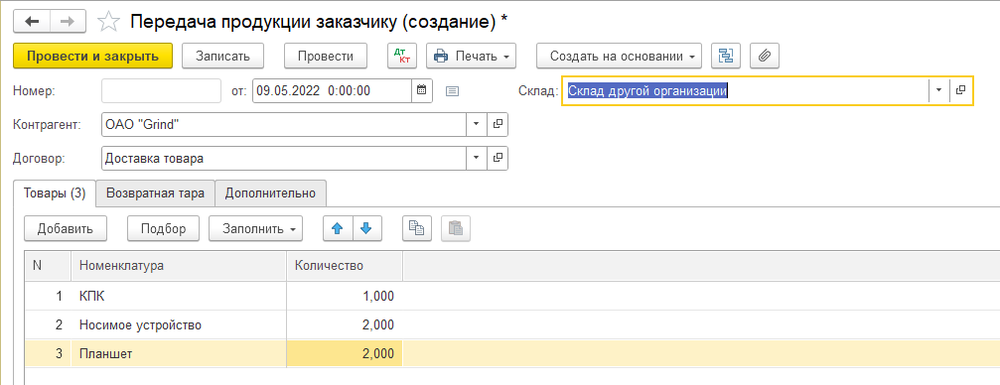 Передача продукции заказчику (создание) *
Провести и закрыть Записать Провести Дт Кт Печать Создать на основании
Номер: от: 09.05.2022 0:00:00 Склад: Склад другой организации
Контрагент: ОАО "Grind"
Договор: Доставка товара
Товары (3) Возвратная тара Дополнительно
Добавить Подбор Заполнить
N Номенклатура Количество
1 КПК 1,000
2 Носимое устройство 2,000
3 Планшет 2,000